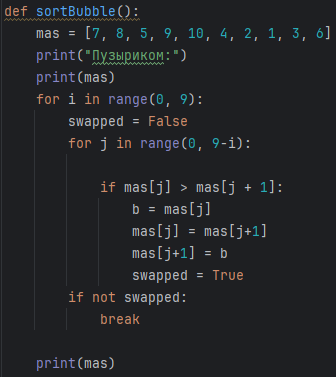 def sortBubble():
    mas = [7, 8, 5, 9, 10, 4, 2, 1, 3, 6]
    print("Пузыриком:")
    print(mas)
    for i in range(0, 9):
        swapped = False
        for j in range(0, 9-i):

            if mas[j] > mas[j + 1]:
                b = mas[j]
                mas[j] = mas[j+1]
                mas[j+1] = b
                swapped = True
        if not swapped:
            break

    print(mas)